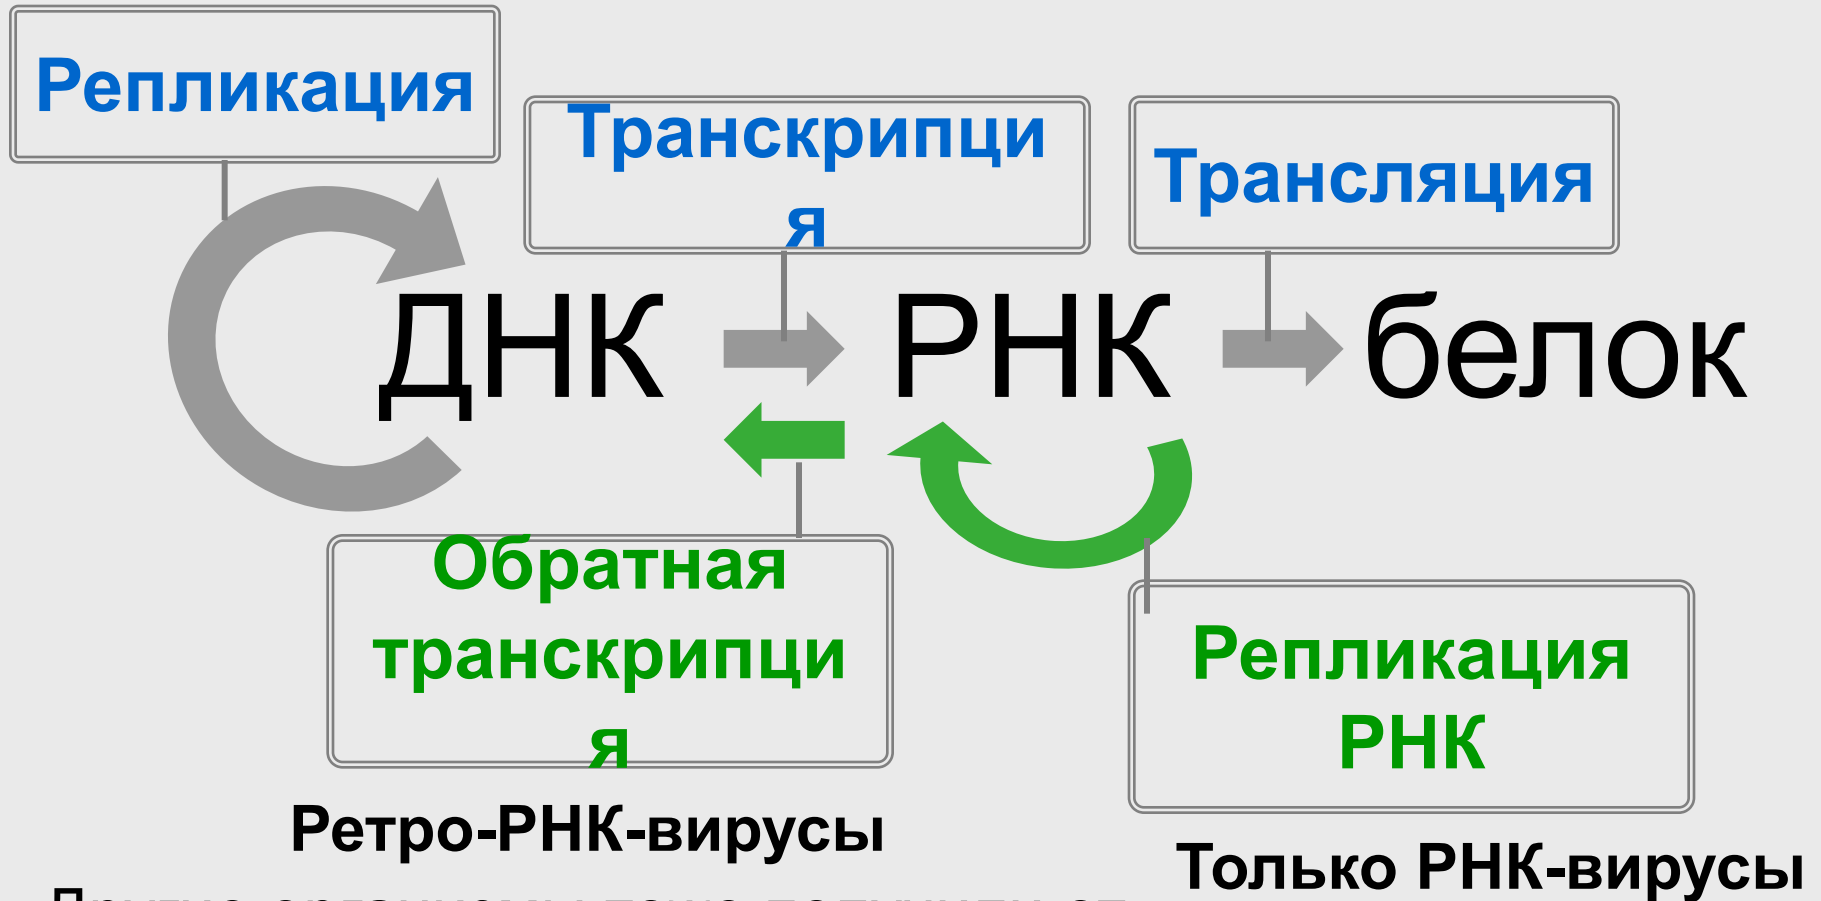 Репликация
Транскрипци
я
Трансляция
ДНК
РНК
белок
Обратная
транскрипци
я
Репликация
РНК
Ретро-РНК-вирусы
Только РНК-вирусы